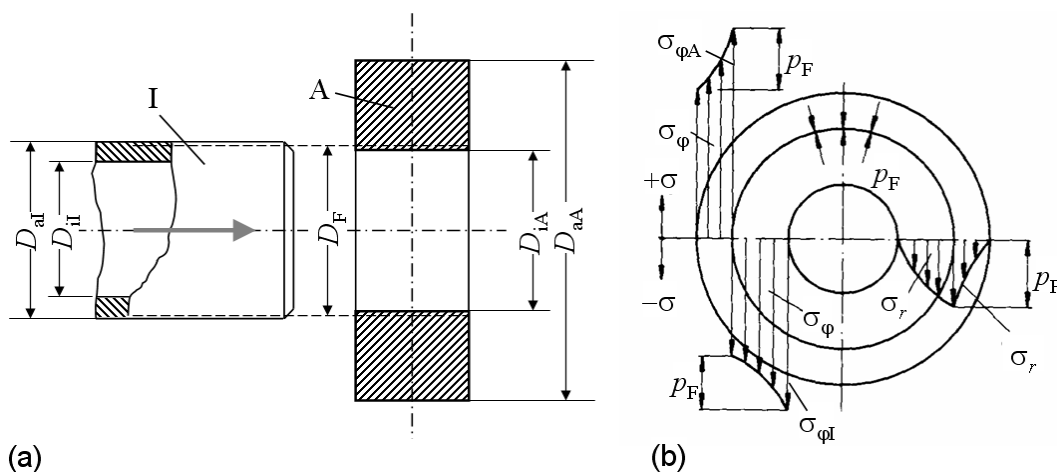 I
A
D_aI
D_iI
D_F
D_iA
D_aA
(a)
σ_φA
p_F
σ_φ
p_F
+σ
−σ
σ_φ
σ_r
p_F
σ_r
p_F
σ_φI
(b)